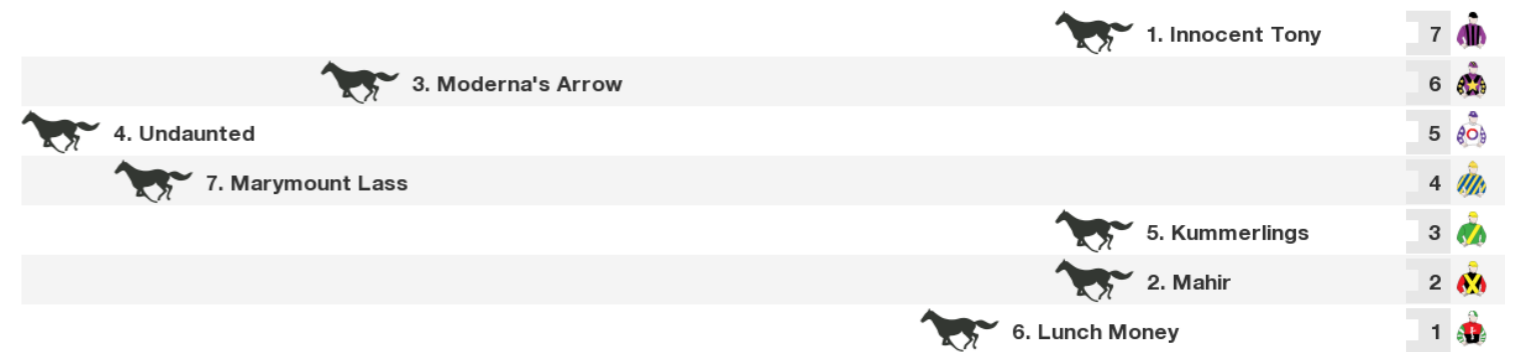 1. Innocent Tony 7
3. Moderna's Arrow 6
4. Undaunted 5
7. Marymount Lass 4
5. Kummerlings 3
2. Mahir 2
6. Lunch Money 1